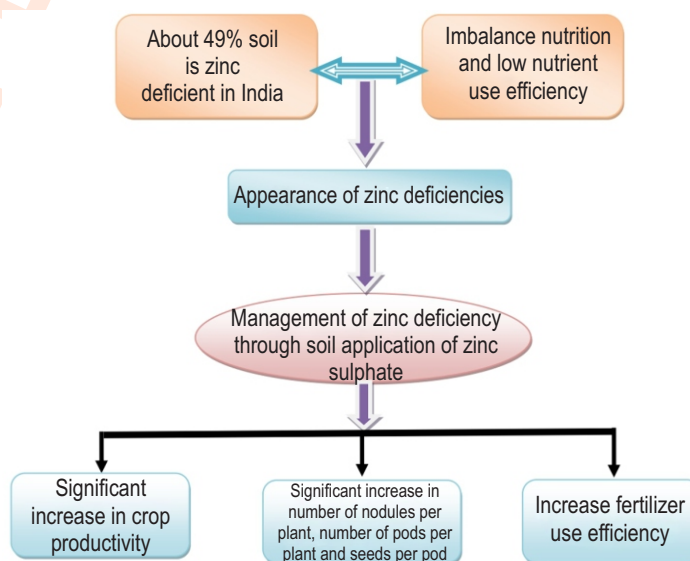 About 49% soil
is zinc
deficient in India
Imbalance nutrition
and low nutrient
use efficiency
Appearance of zinc deficiencies
Management of zinc deficiency
through soil application of zinc
sulphate
Significant
increase in crop
productivity
Significant increase in
number of nodules per
plant, number of pods per
plant and seeds per pod
Increase fertilizer
use efficiency